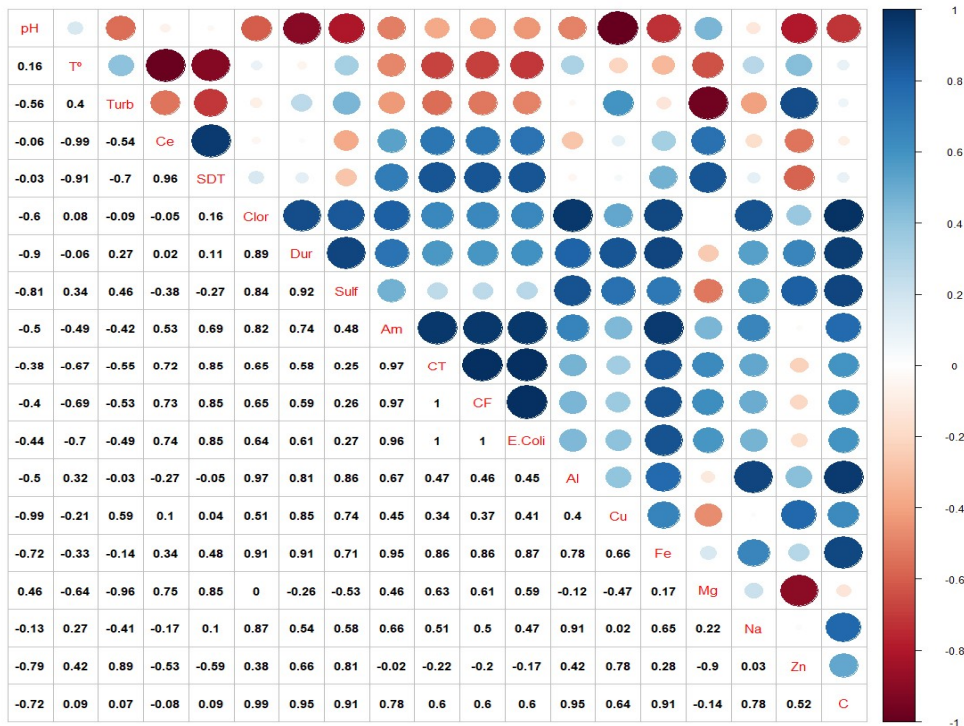 pH
0.16 Tº
-0.56 0.4 Turb
-0.06 -0.99 -0.54 Ce
-0.03 -0.91 -0.7 0.96 SDT
-0.6 0.08 -0.09 -0.05 0.16 Clor
-0.9 -0.06 0.27 0.02 0.11 0.89 Dur
-0.81 0.34 0.46 -0.38 -0.27 0.84 0.92 Sulf
-0.5 -0.49 -0.42 0.53 0.69 0.82 0.74 0.48 Am
-0.38 -0.67 -0.55 0.72 0.85 0.65 0.58 0.25 0.97 CT
-0.4 -0.69 -0.53 0.73 0.85 0.65 0.59 0.26 0.97 1 CF
-0.44 -0.7 -0.49 0.74 0.85 0.64 0.61 0.27 0.96 1 1 E.Coli
-0.5 0.32 -0.03 -0.27 -0.05 0.97 0.81 0.86 0.67 0.47 0.46 0.45 Al
-0.99 -0.21 0.59 0.1 0.04 0.51 0.85 0.74 0.45 0.34 0.37 0.41 0.4 Cu
-0.72 -0.33 -0.14 0.34 0.48 0.91 0.91 0.71 0.95 0.86 0.86 0.87 0.78 0.66 Fe
0.46 -0.64 -0.96 0.75 0.85 0 -0.26 -0.53 0.46 0.63 0.61 0.59 -0.12 -0.47 0.17 Mg
-0.13 0.27 -0.41 -0.17 0.1 0.87 0.54 0.58 0.66 0.51 0.5 0.47 0.91 0.02 0.65 0.22 Na
-0.79 0.42 0.89 -0.53 -0.59 0.38 0.66 0.81 -0.02 -0.22 -0.2 -0.17 0.42 0.78 0.28 -0.9 0.03 Zn
-0.72 0.09 0.07 -0.08 0.09 0.99 0.95 0.91 0.78 0.6 0.6 0.6 0.95 0.64 0.91 -0.14 0.78 0.52 C
1
0.8
0.6
0.4
0.2
0
-0.2
-0.4
-0.6
-0.8
-1